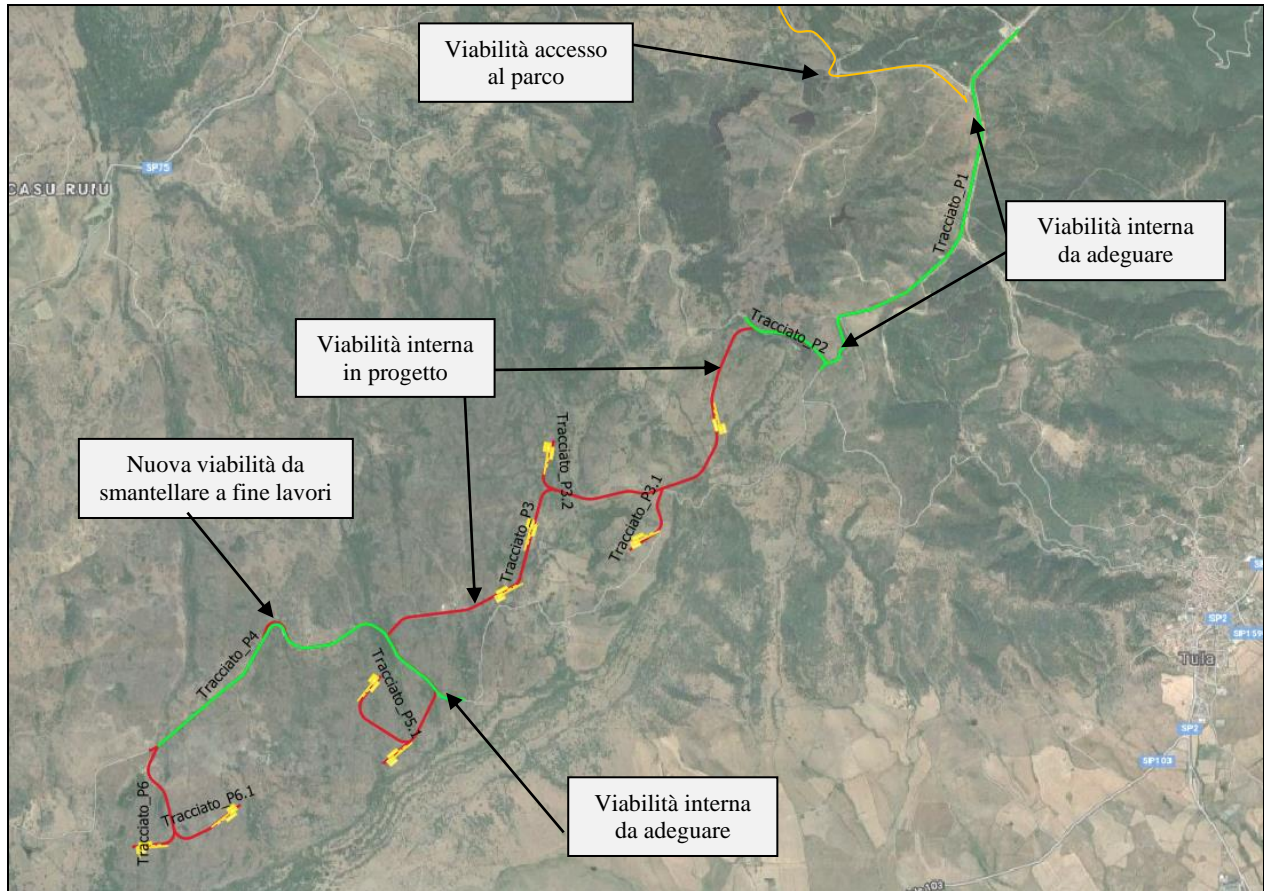 Viabilità accesso
al parco
SP75
CASU RUIU
Tracciato_P1
Viabilità interna
da adeguare
Tracciato_P2
Viabilità interna
in progetto
Tracciato_P3.2
Nuova viabilità da
smantellare a fine lavori
Tracciato_P3
Tracciato_P3.1
SP2
SP159
Tula
Tracciato_P4
Tracciato_P5.1
SP2
SP103
Tracciato_P6
Tracciato_P6.1
Viabilità interna
da adeguare